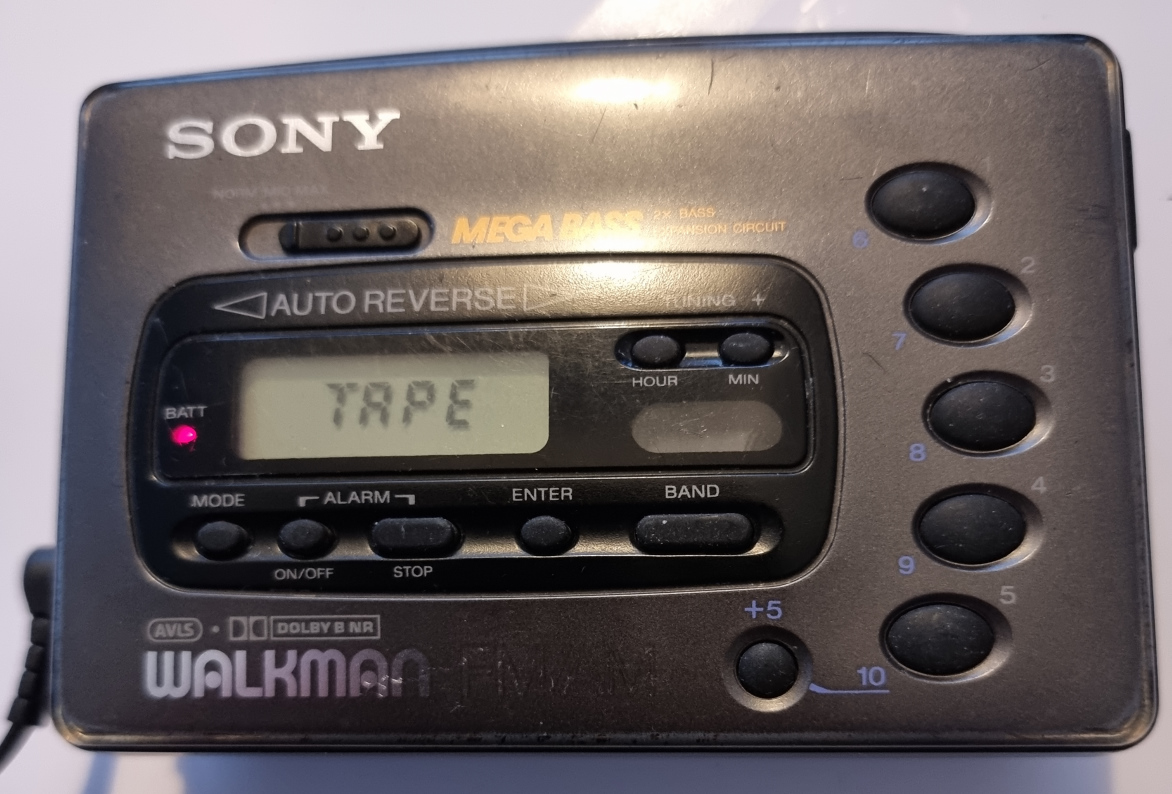 SONY
NORM MID MAX
MEGA BASS 2× BASS
EXPANSION CIRCUIT
AUTO REVERSE
TUNING +
HOUR MIN
TAPE
BATT
MODE ALARM ENTER BAND
ON/OFF STOP
6
2
7
3
8
4
9
5
+5
10
AVLS • DOLBY B NR
WALKMAN FM/AM